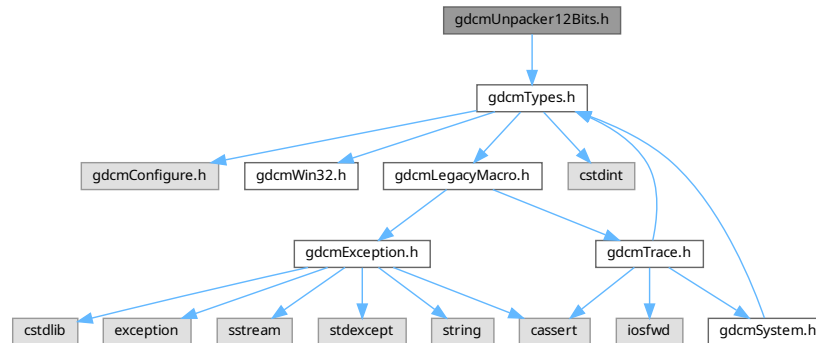 gdcmUnpacker12Bits.h
gdcmTypes.h
gdcmConfigure.h
gdcmWin32.h
gdcmLegacyMacro.h
cstdint
gdcmException.h
gdcmTrace.h
cstdlib
exception
sstream
stdexcept
string
cassert
iosfwd
gdcmSystem.h